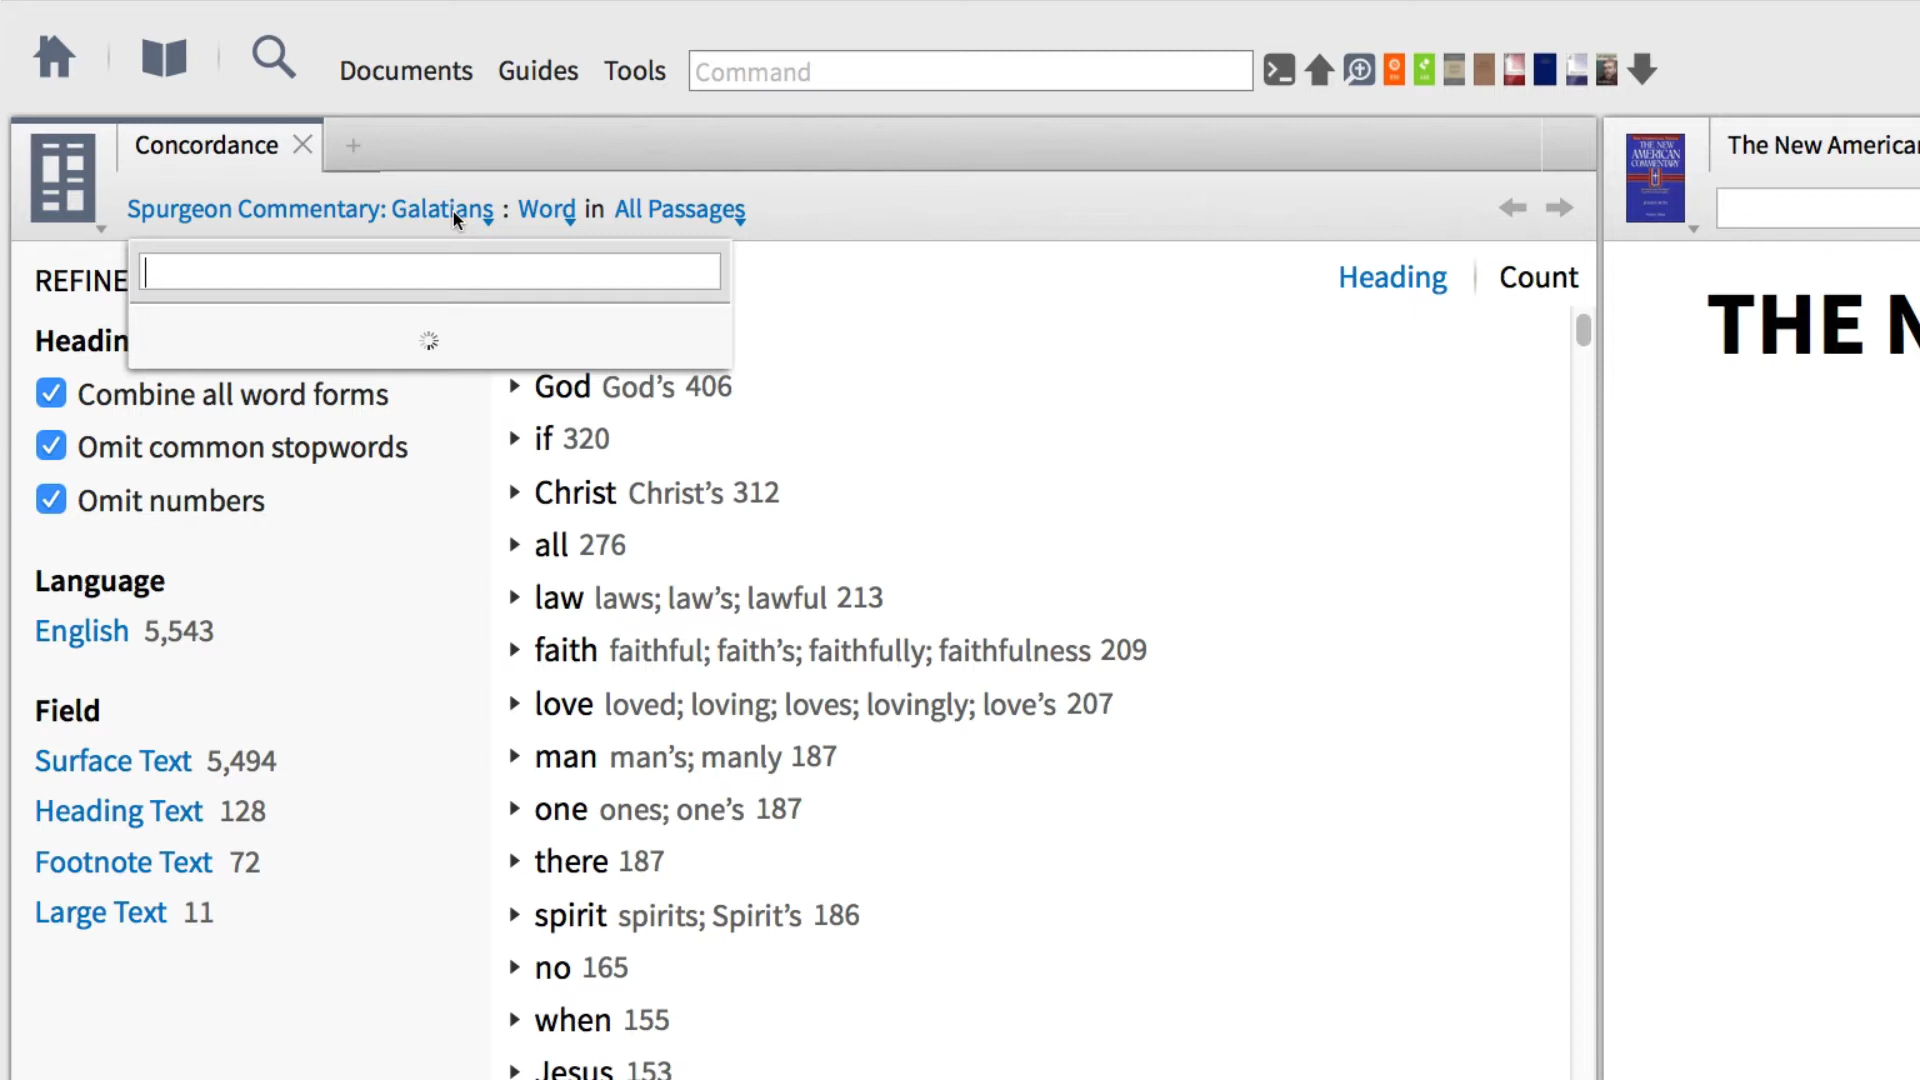 Documents Guides Tools Command
Concordance
Spurgeon Commentary: Galatians : Word in All Passages
REFINE
Headin
Combine all word forms
Omit common stopwords
Omit numbers
Language
English 5,543
Field
Surface Text 5,494
Heading Text 128
Footnote Text 72
Large Text 11
Heading Count
God God’s 406
if 320
Christ Christ’s 312
all 276
law laws; law’s; lawful 213
faith faithful; faith’s; faithfully; faithfulness 209
love loved; loving; loves; lovingly; love’s 207
man man’s; manly 187
one ones; one’s 187
there 187
spirit spirits; Spirit’s 186
no 165
when 155
Jesus 153
THE NEW
AMERICAN
COMMENTARY
The New America
THE N